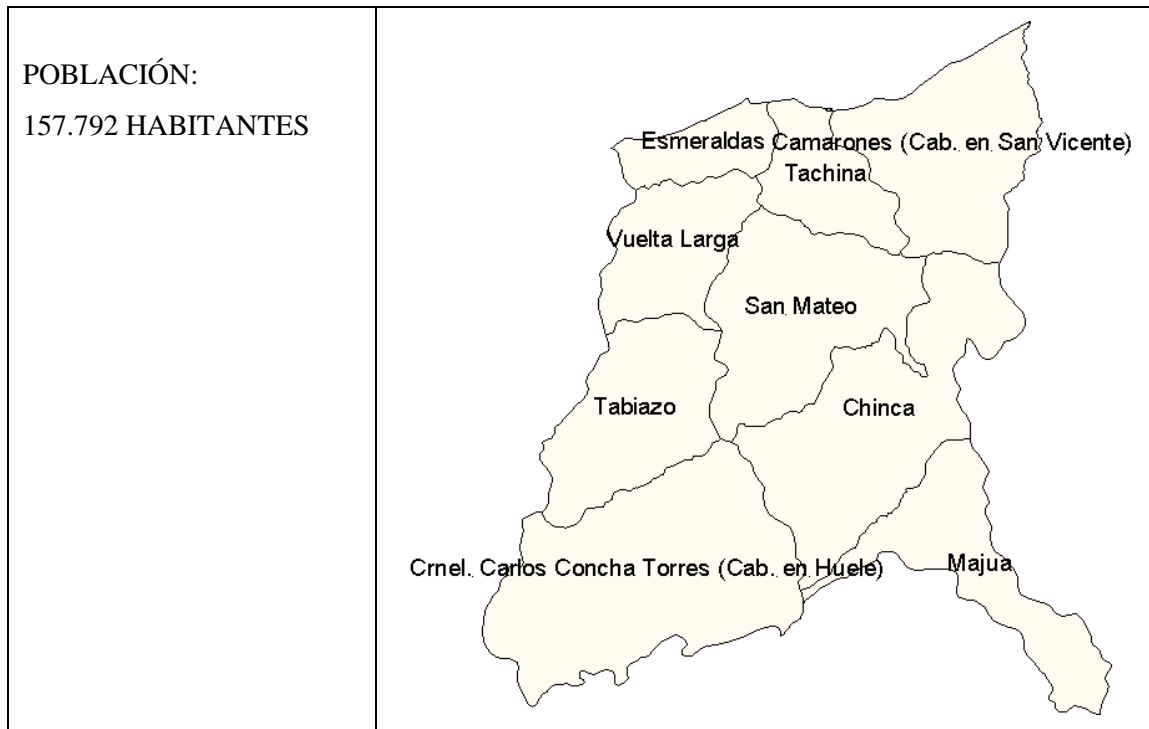 POBLACIÓN:
157.792 HABITANTES
Esmeraldas Camarones (Cab. en San Vicente)
Tachina
Vuelta Larga
San Mateo
Tabiazo
Chinca
Crnel. Carlos Concha Torres (Cab. en Huele)
Majua